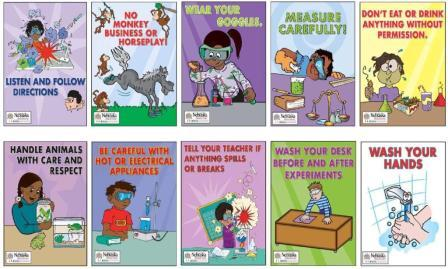 LISTEN AND FOLLOW
DIRECTIONS
NO
MONKEY
BUSINESS OR
HORSEPLAY!
WEAR YOUR
GOGGLES.
MEASURE
CAREFULLY!
DON'T EAT OR DRINK
ANYTHING WITHOUT
PERMISSION.
HANDLE ANIMALS
WITH CARE AND
RESPECT
BE CAREFUL WITH
HOT OR ELECTRICAL
APPLIANCES
TELL YOUR TEACHER IF
ANYTHING SPILLS
OR BREAKS
WASH YOUR DESK
BEFORE AND AFTER
EXPERIMENTS
WASH YOUR
HANDS